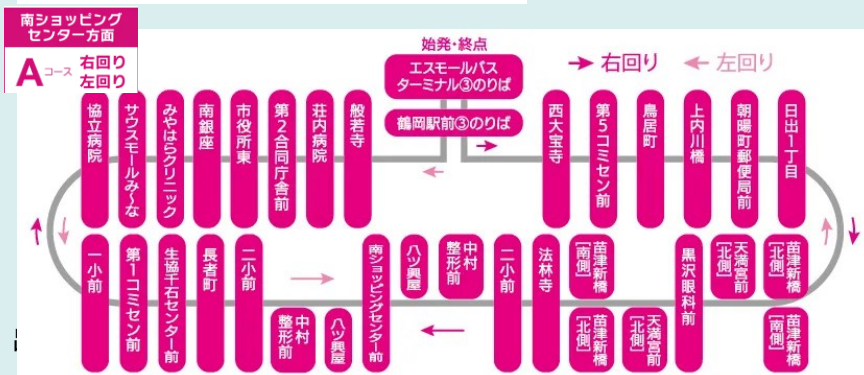 南ショッピング
センター方面
Aコース 右回り
左回り
始発・終点
エスモールバス
ターミナル③のりば
鶴岡駅前③のりば
→ 右回り ← 左回り
協立病院
サウスモールみ〜な
みやはらクリニック
南銀座
市役所東
第2合同庁舎前
荘内病院
般若寺
西大宝寺
第5コミセン前
鳥居町
上内川橋
朝暘町郵便局前
日出1丁目
一小前
第1コミセン前
生協千石センター前
長者町
二小前
中村
整形前
八ツ興屋
南ショッピングセンター前
八ツ興屋
中村
整形前
二小前
法林寺
苗津新橋
[南側]
苗津新橋
[北側]
天満宮前
[北側]
黒沢眼科前
天満宮前
[北側]
苗津新橋
[北側]
苗津新橋
[南側]